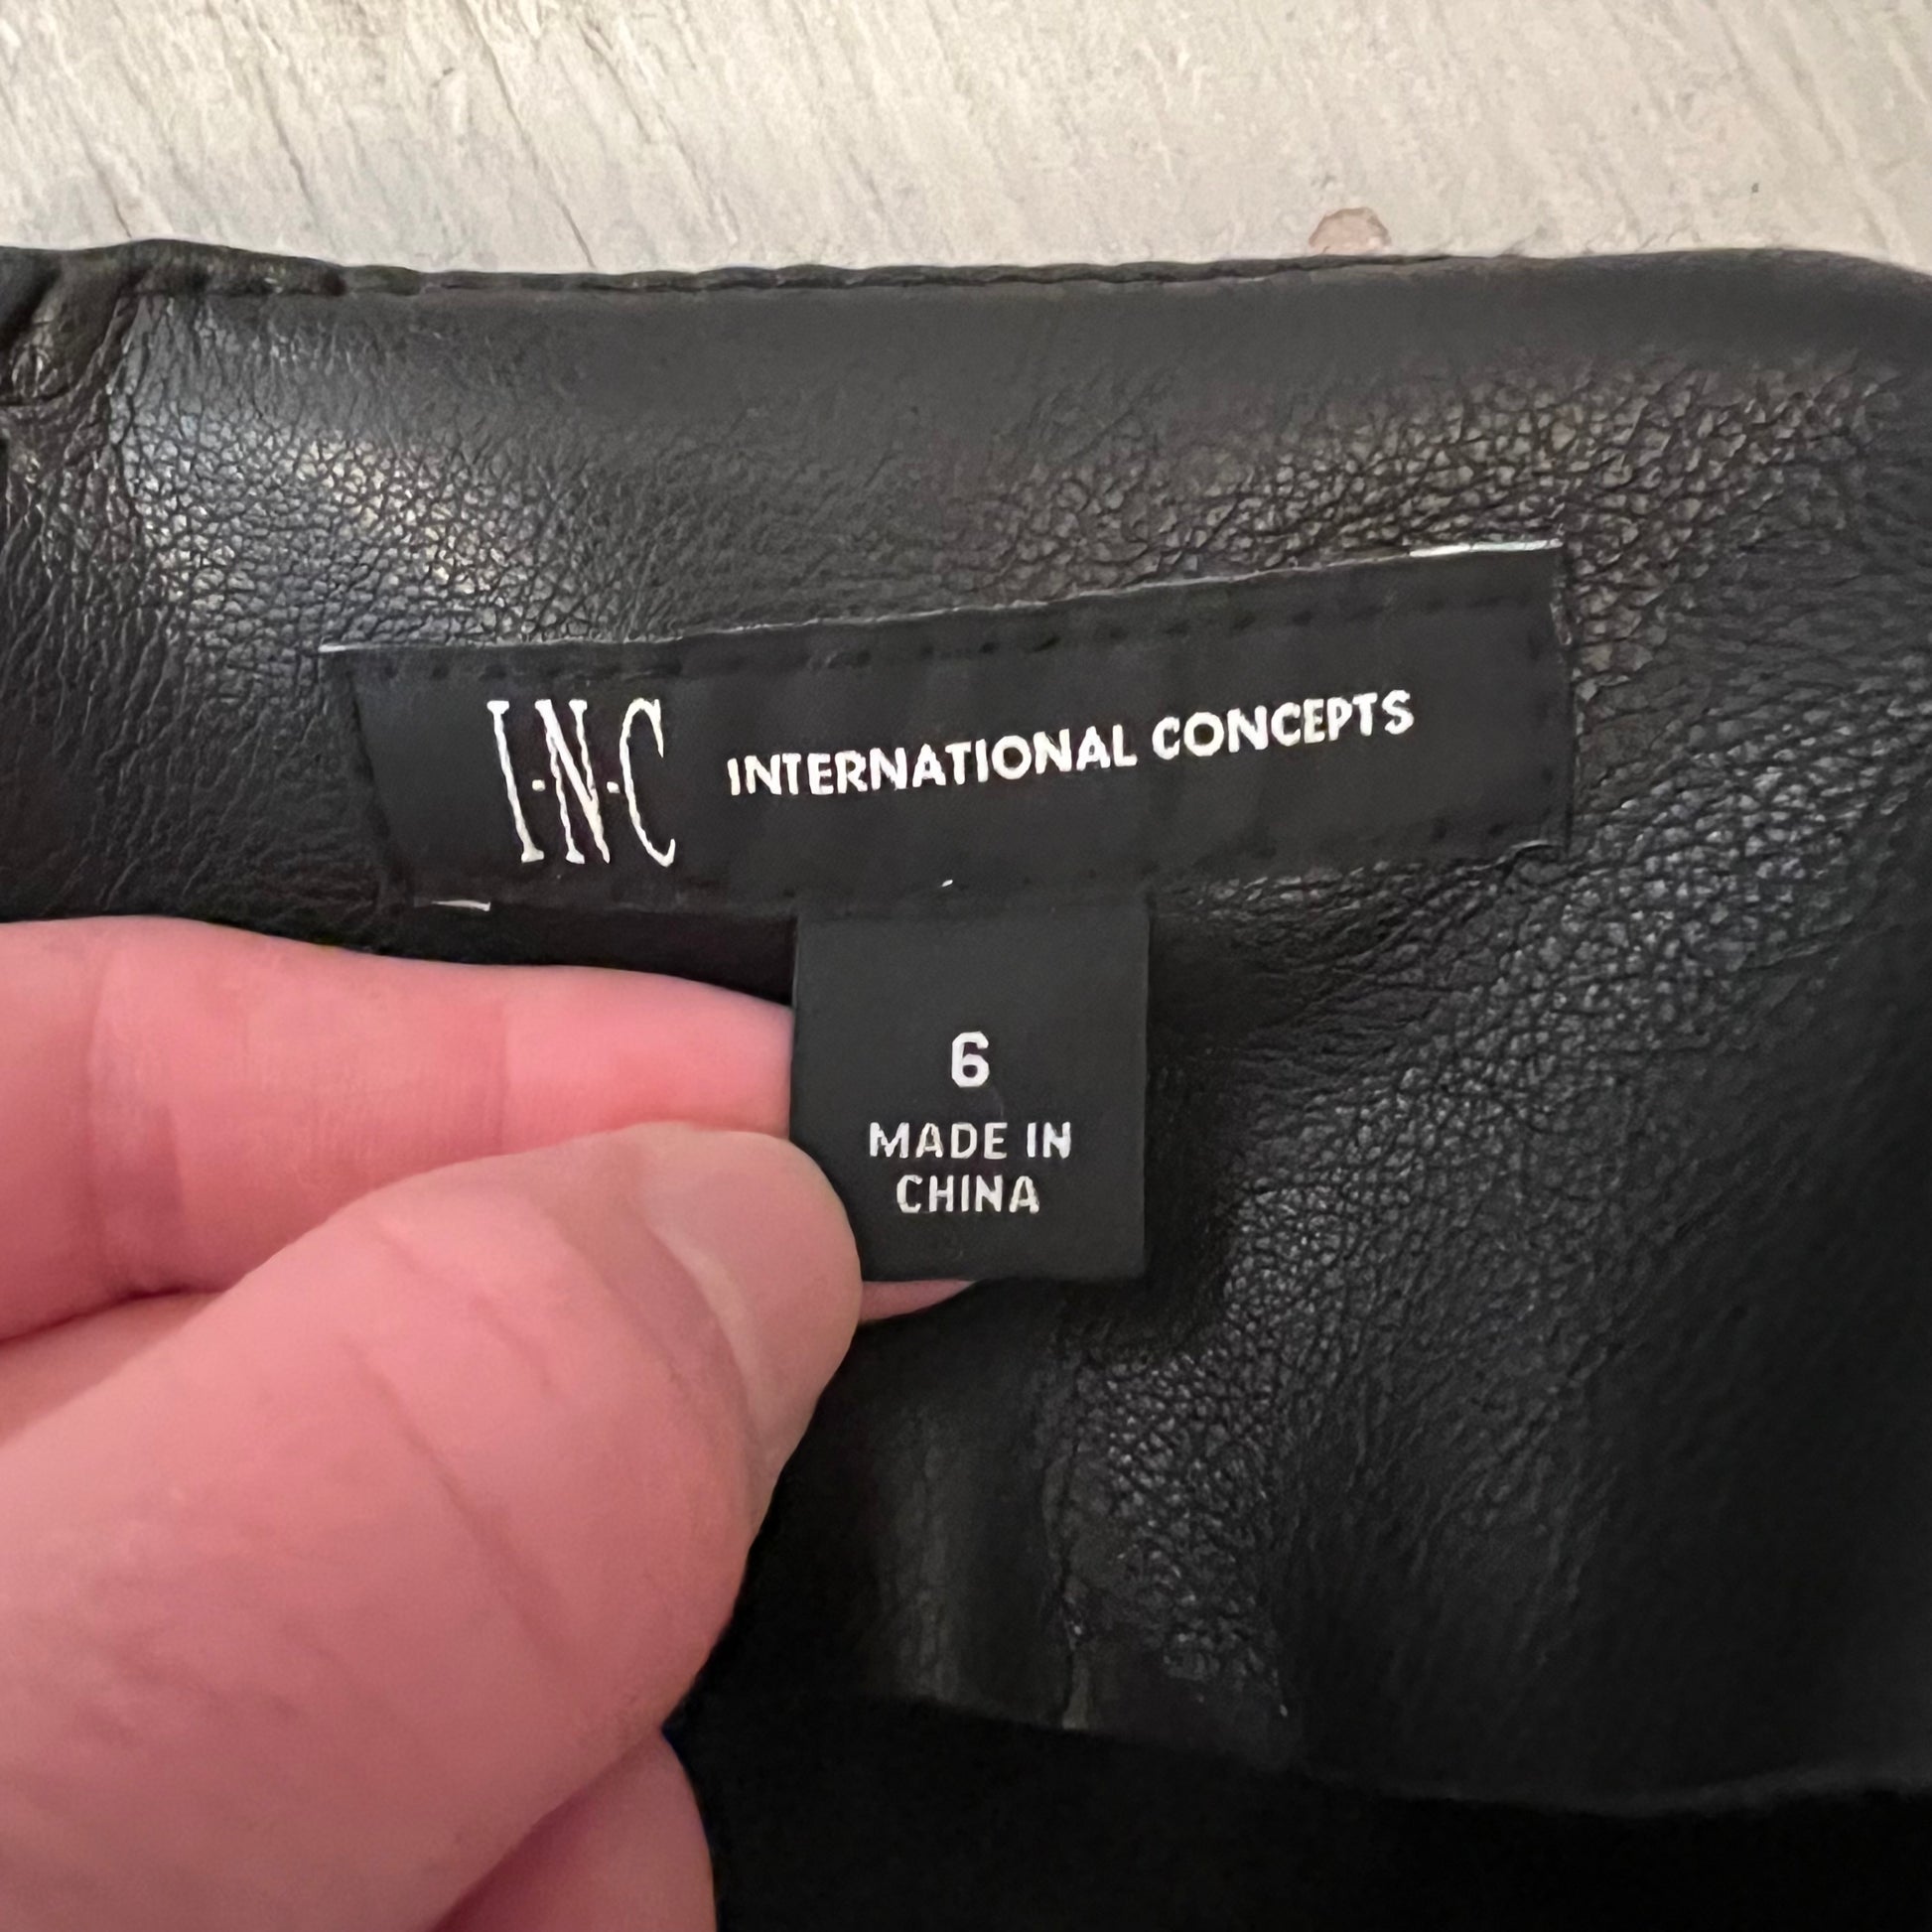 I·N·C INTERNATIONAL CONCEPTS
6
MADE IN
CHINA